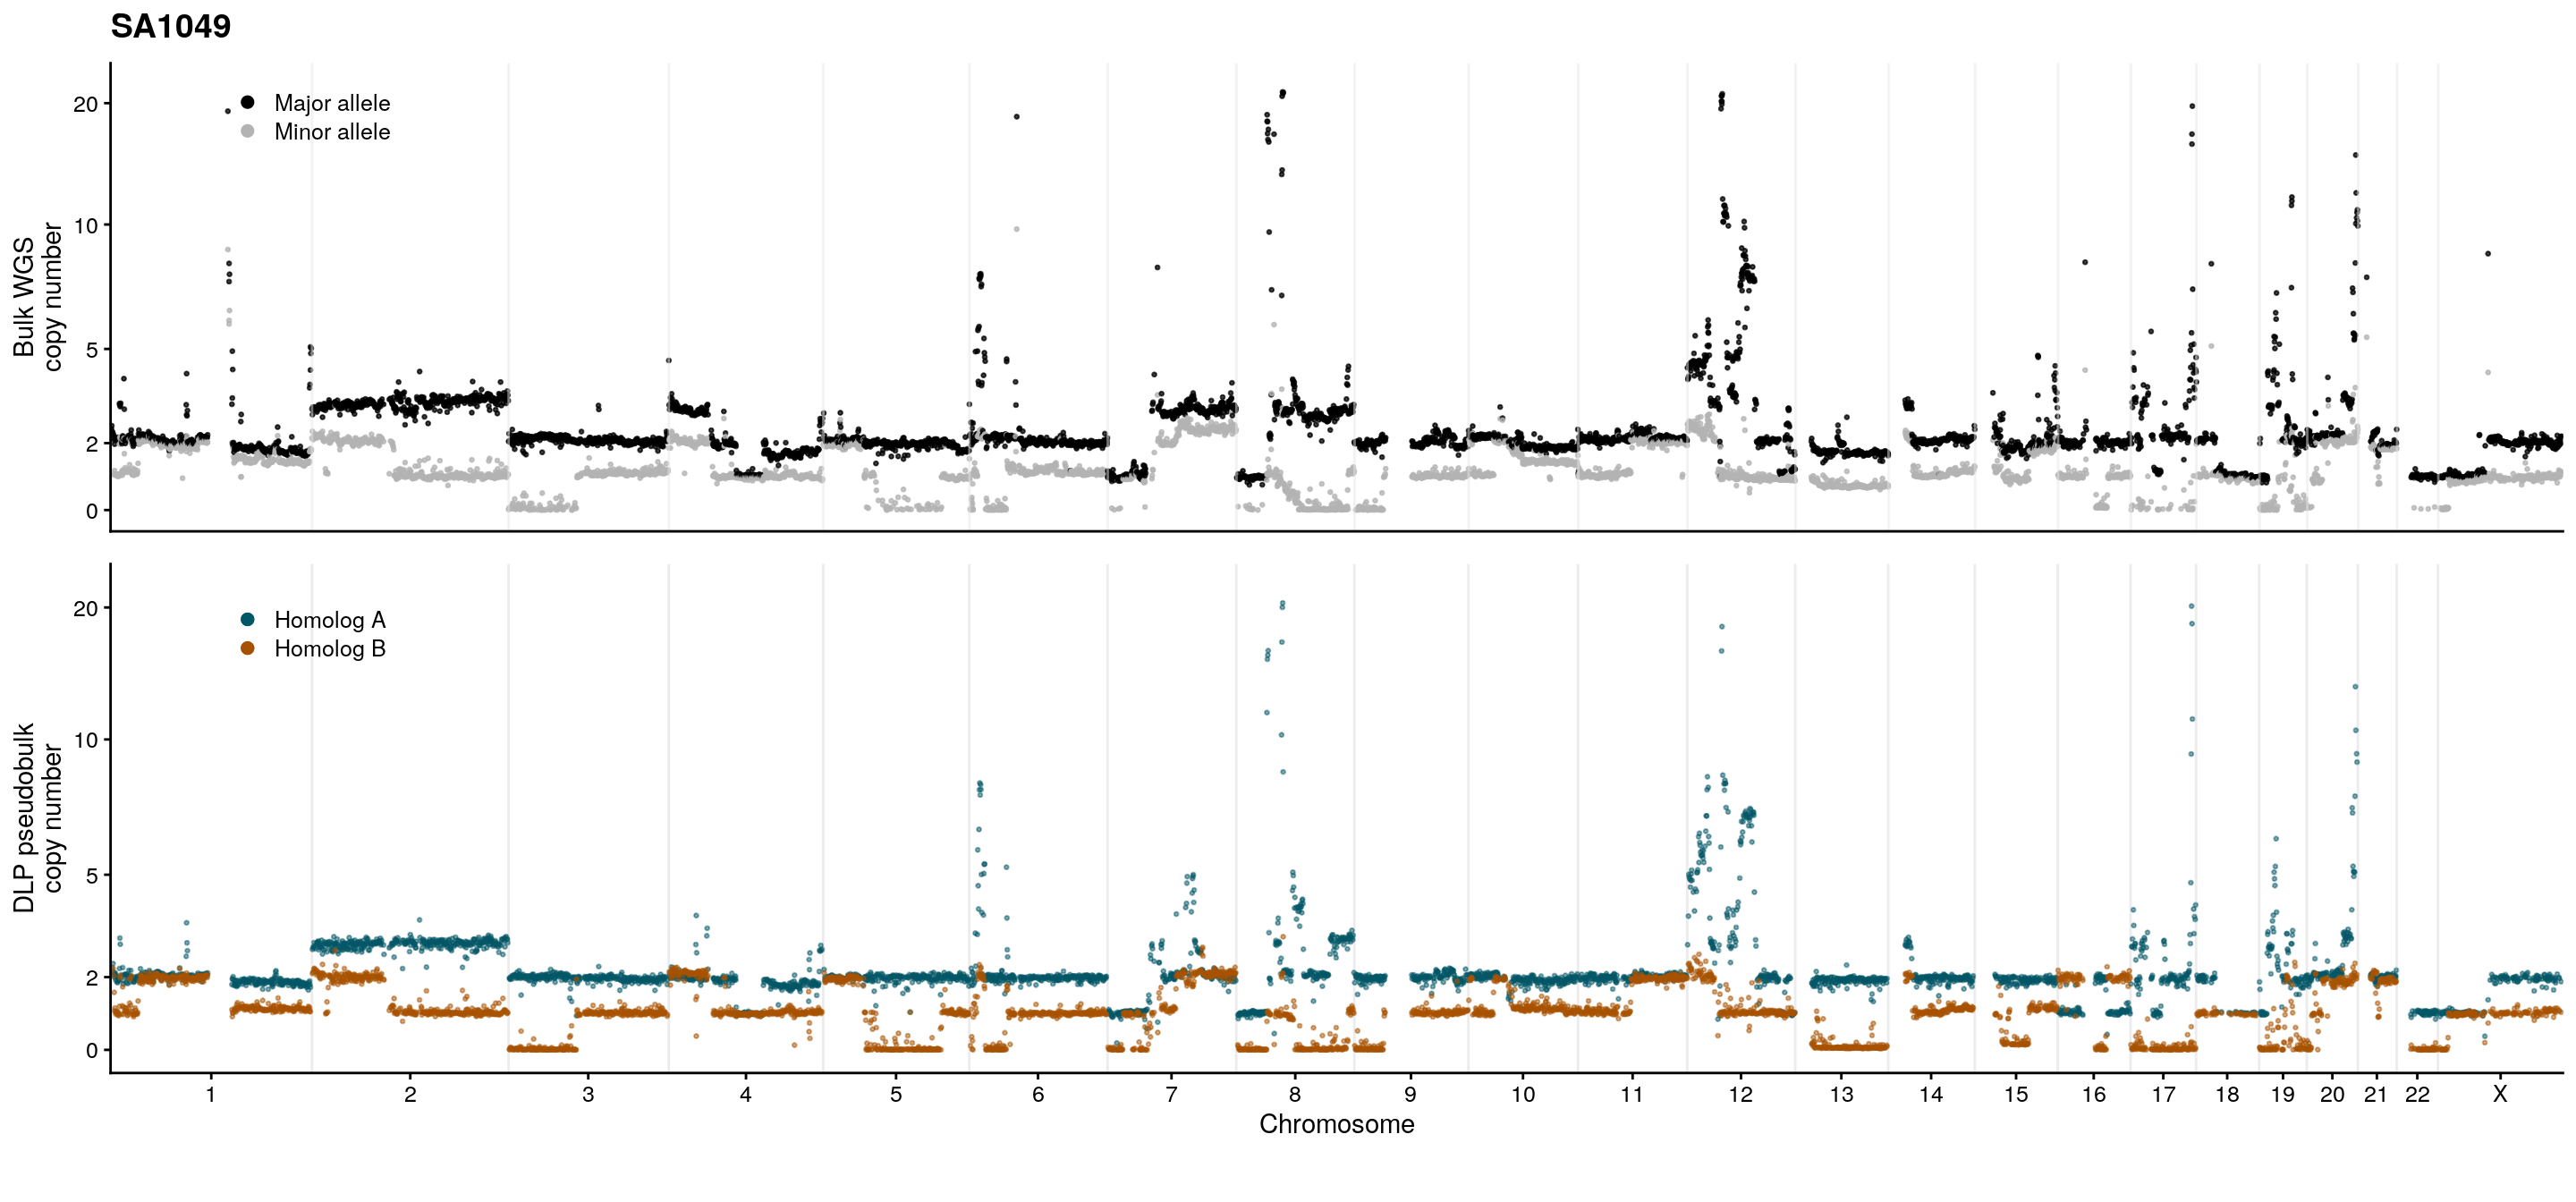 SA1049
Bulk WGS
copy number
20
10
5
2
0
Major allele
Minor allele
DLP pseudobulk
copy number
20
10
5
2
0
Homolog A
Homolog B
1 2 3 4 5 6 7 8 9 10 11 12 13 14 15 16 17 18 19 20 21 22 X
Chromosome